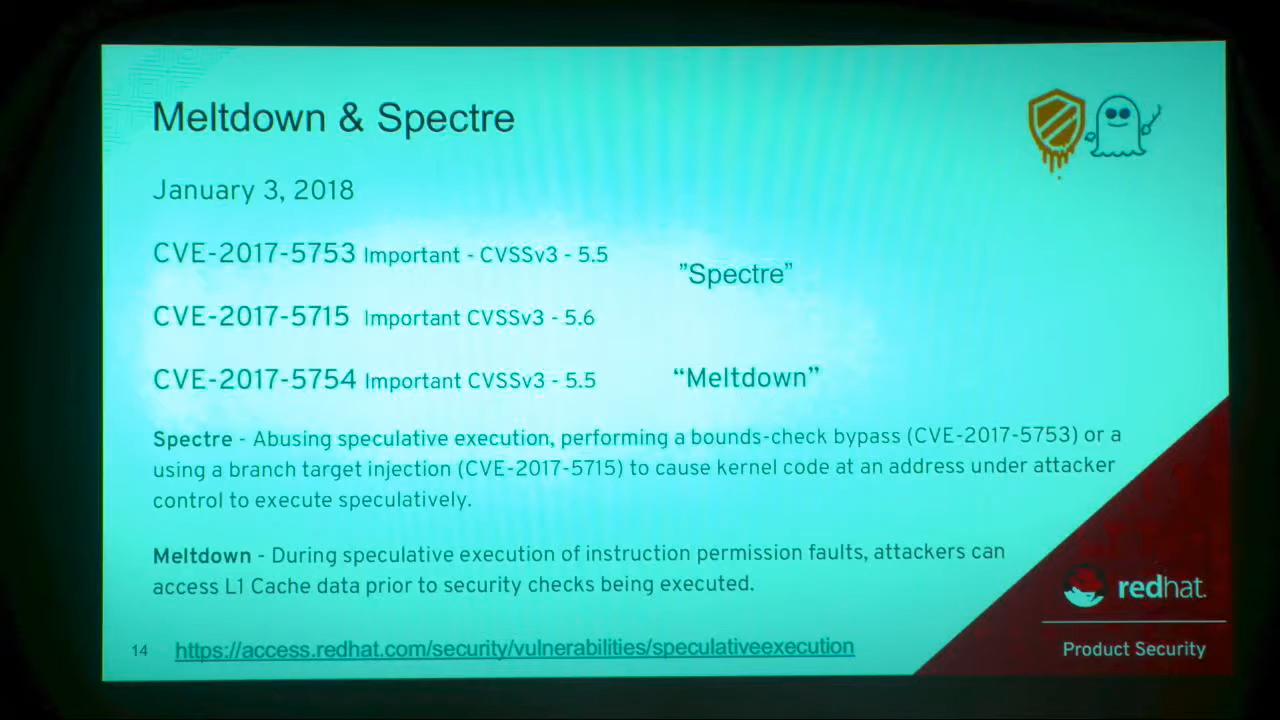 Meltdown & Spectre
January 3, 2018
CVE-2017-5753 Important - CVSSv3 - 5.5
”Spectre”
CVE-2017-5715 Important CVSSv3 - 5.6
CVE-2017-5754 Important CVSSv3 - 5.5
“Meltdown”
Spectre - Abusing speculative execution, performing a bounds-check bypass (CVE-2017-5753) or a
using a branch target injection (CVE-2017-5715) to cause kernel code at an address under attacker
control to execute speculatively.
Meltdown - During speculative execution of instruction permission faults, attackers can
access L1 Cache data prior to security checks being executed.
redhat.
Product Security
14
https://access.redhat.com/security/vulnerabilities/speculativeexecution